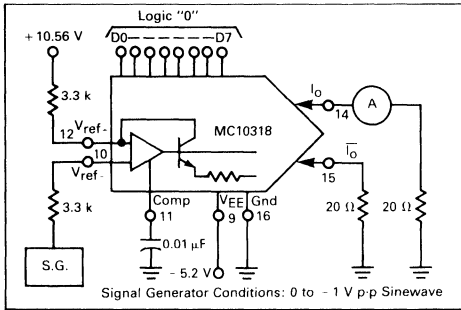 Logic "0"
+ 10.56 V
D0
D7
3.3 k
12
Vref-
MC10318
IO
14
A
10
Vref-
IO
15
3.3 k
Comp
11
VEE
9
Gnd
16
20 Ω
20 Ω
0.01 μF
S.G.
- 5.2 V
Signal Generator Conditions: 0 to - 1 V p-p Sinewave